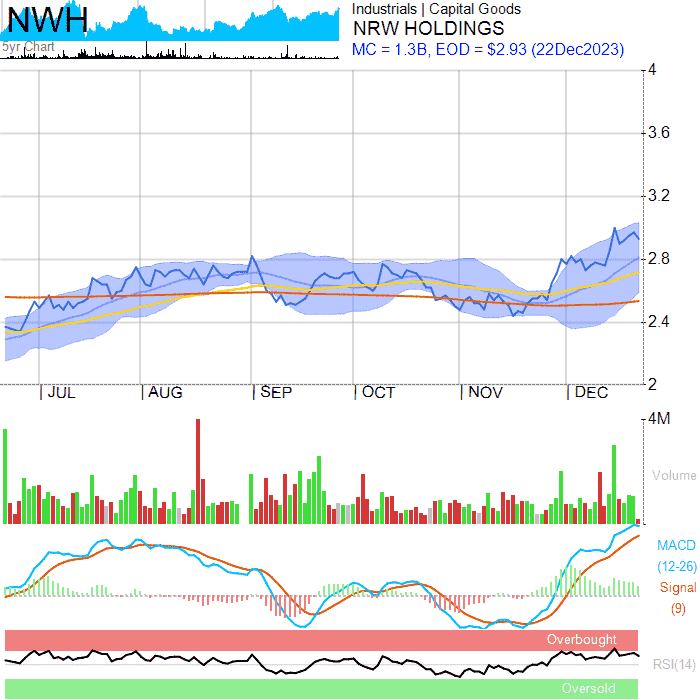 NWH
5yr Chart
Industrials | Capital Goods
NRW HOLDINGS
MC = 1.3B, EOD = $2.93 (22Dec2023)
4
3.6
3.2
2.8
2.4
2
| JUL | AUG | SEP | OCT | NOV | DEC
4M
Volume
MACD
(12-26)
Signal
(9)
Overbought
RSI(14)
Oversold